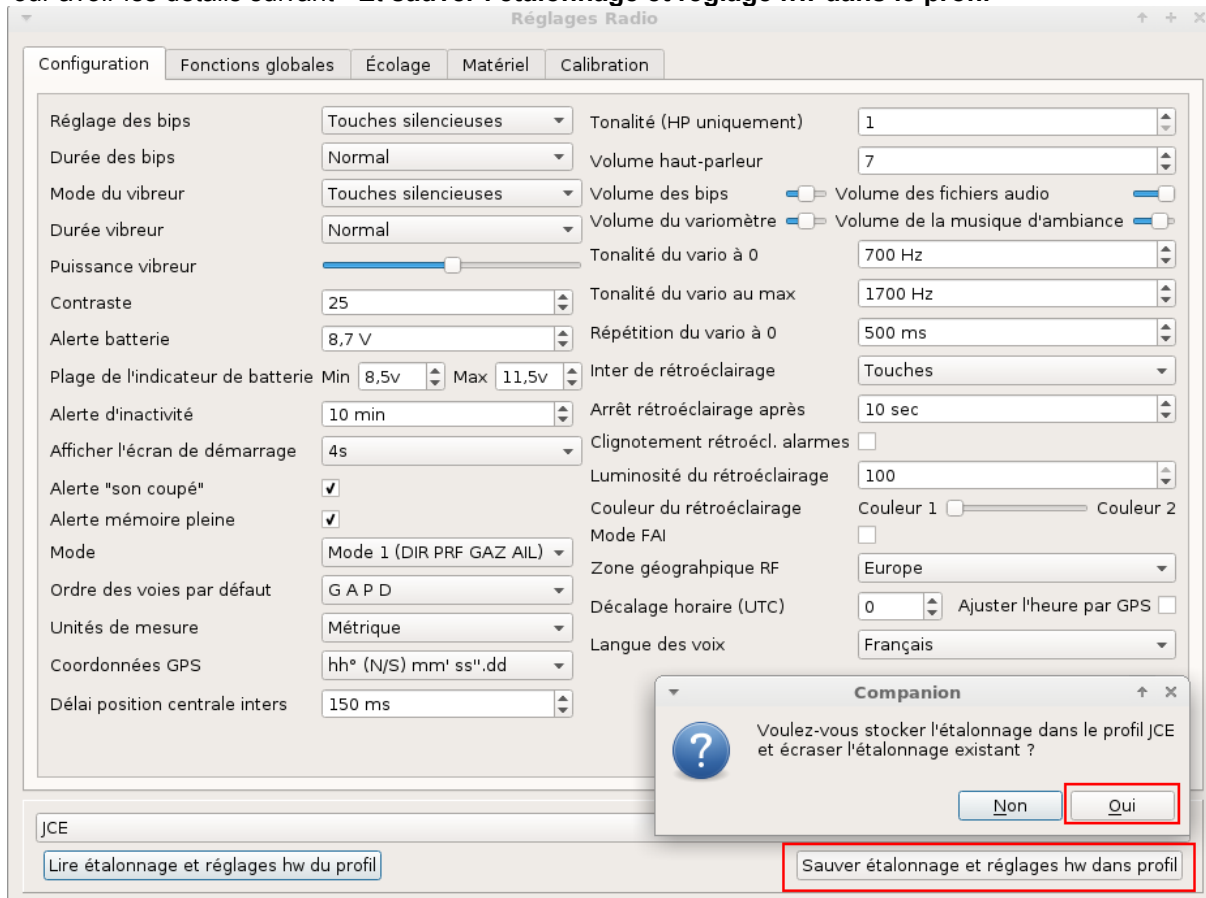 Réglages Radio
Configuration Fonctions globales Écolage Matériel Calibration
Réglage des bips Touches silencieuses
Durée des bips Normal
Mode du vibreur Touches silencieuses
Durée vibreur Normal
Puissance vibreur
Contraste 25
Alerte batterie 8,7 V
Plage de l'indicateur de batterie Min 8,5v Max 11,5v
Alerte d'inactivité 10 min
Afficher l'écran de démarrage 4s
Alerte "son coupé"
Alerte mémoire pleine
Mode Mode 1 (DIR PRF GAZ AIL)
Ordre des voies par défaut G A P D
Unités de mesure Métrique
Coordonnées GPS hh° (N/S) mm' ss".dd
Délai position centrale inters 150 ms
Tonalité (HP uniquement) 1
Volume haut-parleur 7
Volume des bips Volume des fichiers audio
Volume du variomètre Volume de la musique d'ambiance
Tonalité du vario à 0 700 Hz
Tonalité du vario au max 1700 Hz
Répétition du vario à 0 500 ms
Inter de rétroéclairage Touches
Arrêt rétroéclairage après 10 sec
Clignotement rétroécl. alarmes
Luminosité du rétroéclairage 100
Couleur du rétroéclairage Couleur 1 Couleur 2
Mode FAI
Zone géograhpique RF Europe
Décalage horaire (UTC) 0 Ajuster l'heure par GPS
Langue des voix Français
Companion
Voulez-vous stocker l'étalonnage dans le profil JCE
et écraser l'étalonnage existant ?
Non Oui
JCE
Lire étalonnage et réglages hw du profil Sauver étalonnage et réglages hw dans profil